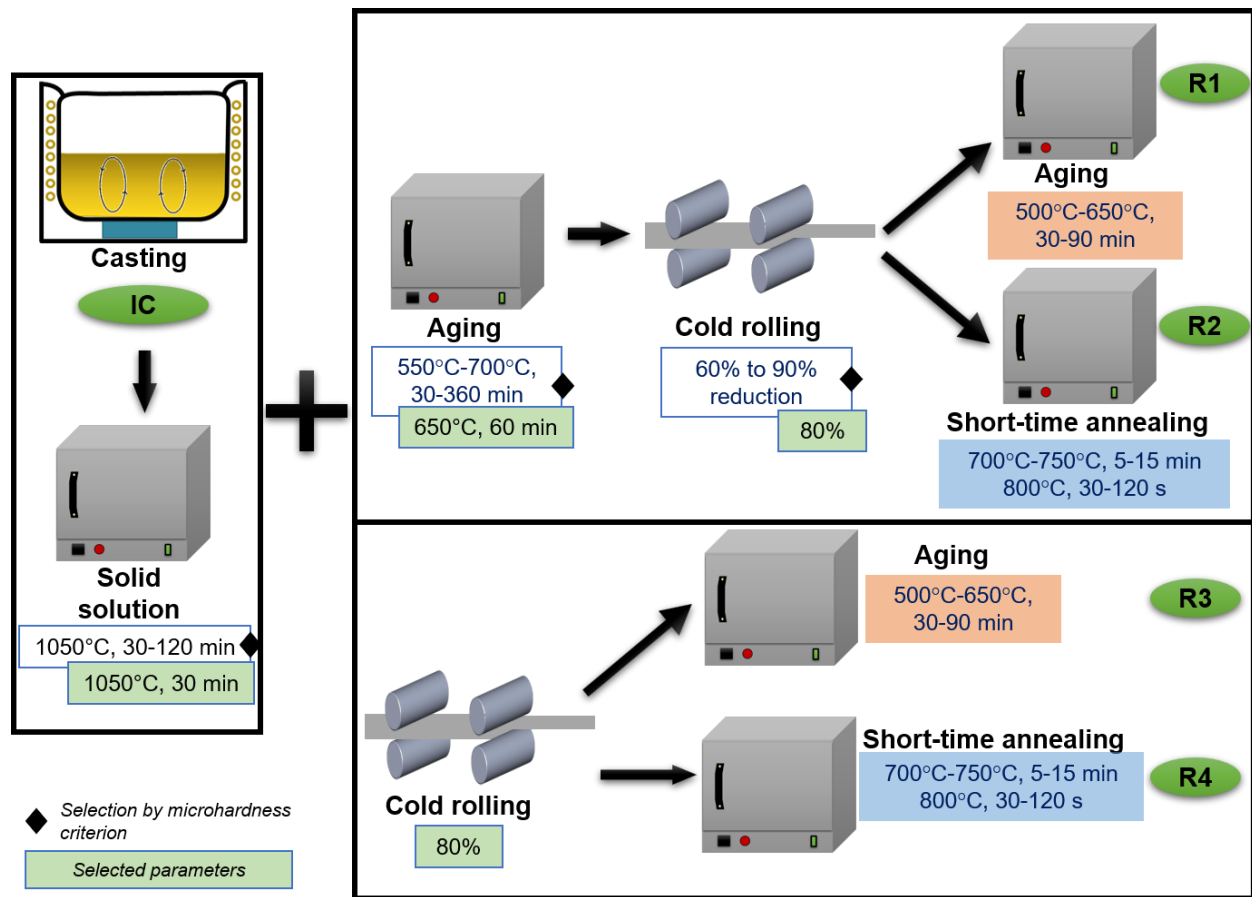 Casting
IC
Solid
solution
1050°C, 30-120 min
1050°C, 30 min
Selection by microhardness
criterion
Selected parameters
Aging
550°C-700°C,
30-360 min
650°C, 60 min
Cold rolling
60% to 90%
reduction
80%
R1
Aging
500°C-650°C,
30-90 min
R2
Short-time annealing
700°C-750°C, 5-15 min
800°C, 30-120 s
Cold rolling
80%
Aging
500°C-650°C,
30-90 min
R3
Short-time annealing
700°C-750°C, 5-15 min
800°C, 30-120 s
R4